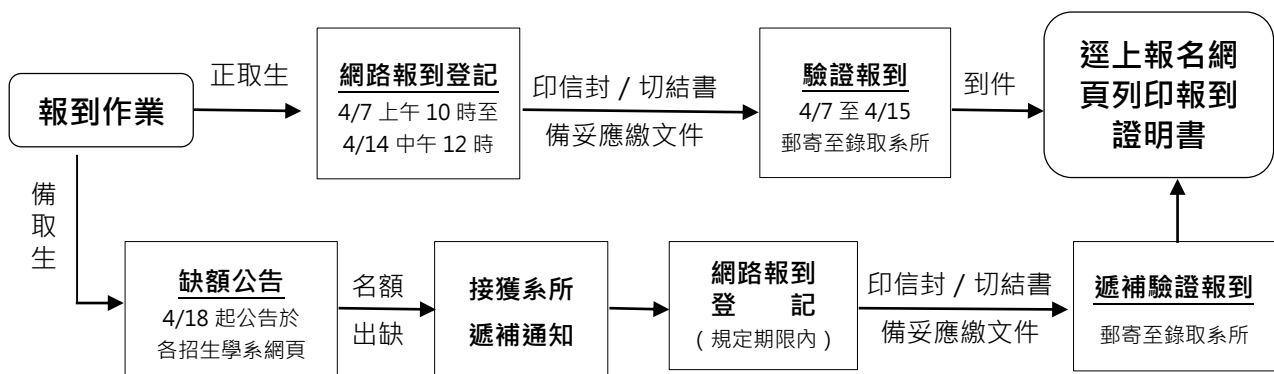 報到作業
正取生
網路報到登記
4/7 上午 10 時至
4/14 中午 12 時
印信封 / 切結書
備妥應繳文件
驗證報到
4/7 至 4/15
郵寄至錄取系所
到件
逕上報名網
頁列印報到
證明書
備
取
生
缺額公告
4/18 起公告於
各招生學系網頁
名額
出缺
接獲系所
遞補通知
網路報到
登　　記
( 規定期限內 )
印信封 / 切結書
備妥應繳文件
遞補驗證報到
郵寄至錄取系所